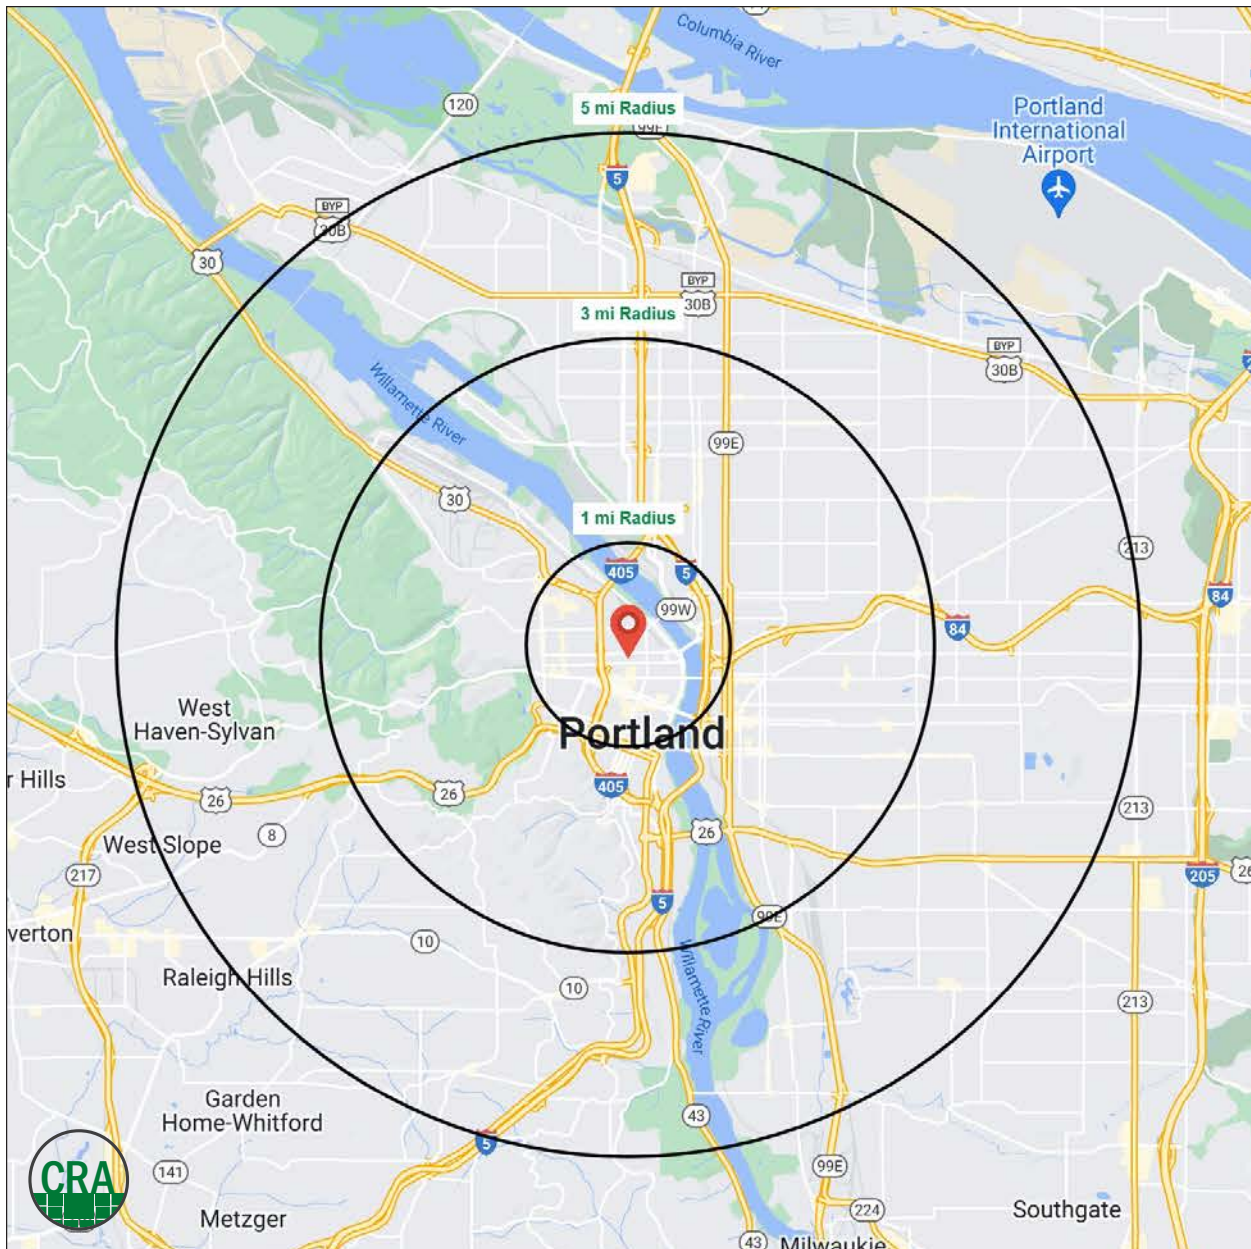 Columbia River
120
5 mi Radius
99E
Portland
International
Airport
5
BYP
30B
30
BYP
30B
3 mi Radius
BYP
30B
Willamette River
99E
30
1 mi Radius
213
405
5
84
99W
84
West
Haven-Sylvan
Portland
r Hills
26
26
405
213
8
26
West Slope
217
205
26
5
99E
verton
10
Raleigh Hills
10
Willamette River
213
Garden
Home-Whitford
43
5
CRA
141
99E
Metzger
224
Southgate
43
Milwaukie